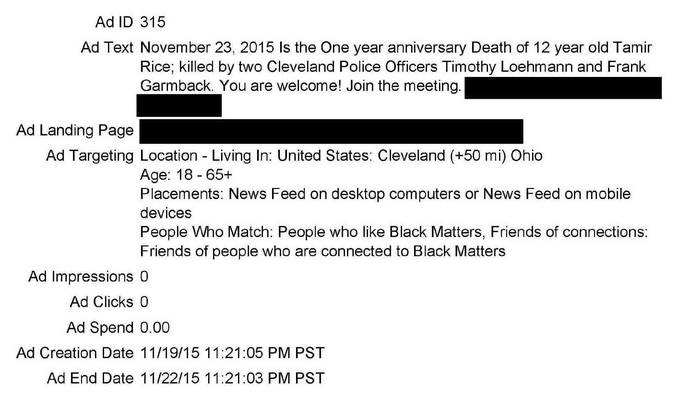 Ad ID 315
Ad Text November 23, 2015 Is the One year anniversary Death of 12 year old Tamir
Rice; killed by two Cleveland Police Officers Timothy Loehmann and Frank
Garmback. You are welcome! Join the meeting.
Ad Landing Page
Ad Targeting Location - Living In: United States: Cleveland (+50 mi) Ohio
Age: 18 - 65+
Placements: News Feed on desktop computers or News Feed on mobile
devices
People Who Match: People who like Black Matters, Friends of connections:
Friends of people who are connected to Black Matters
Ad Impressions 0
Ad Clicks 0
Ad Spend 0.00
Ad Creation Date 11/19/15 11:21:05 PM PST
Ad End Date 11/22/15 11:21:03 PM PST